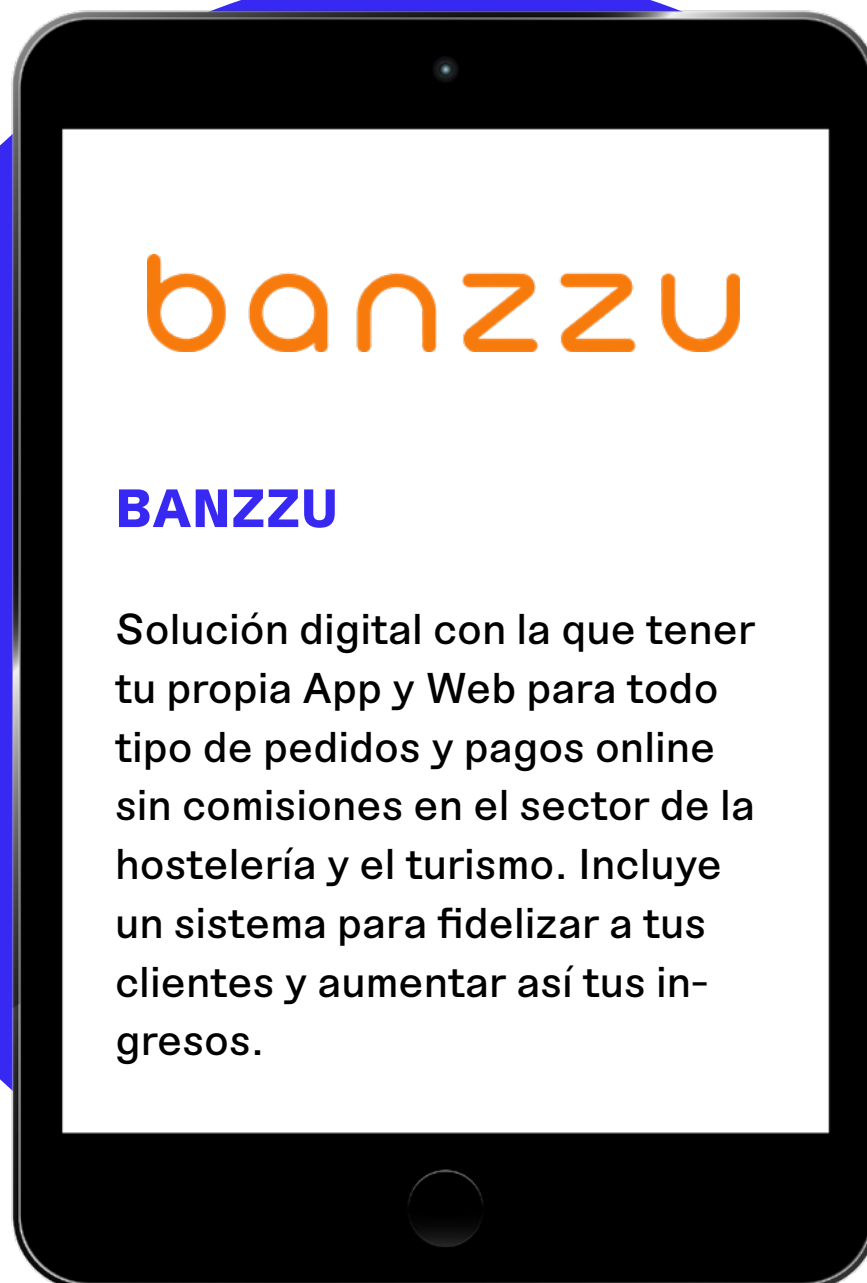 banzzu
BANZZU
Solución digital con la que tener
tu propia App y Web para todo
tipo de pedidos y pagos online
sin comisiones en el sector de la
hostelería y el turismo. Incluye
un sistema para fidelizar a tus
clientes y aumentar así tus in-
gresos.